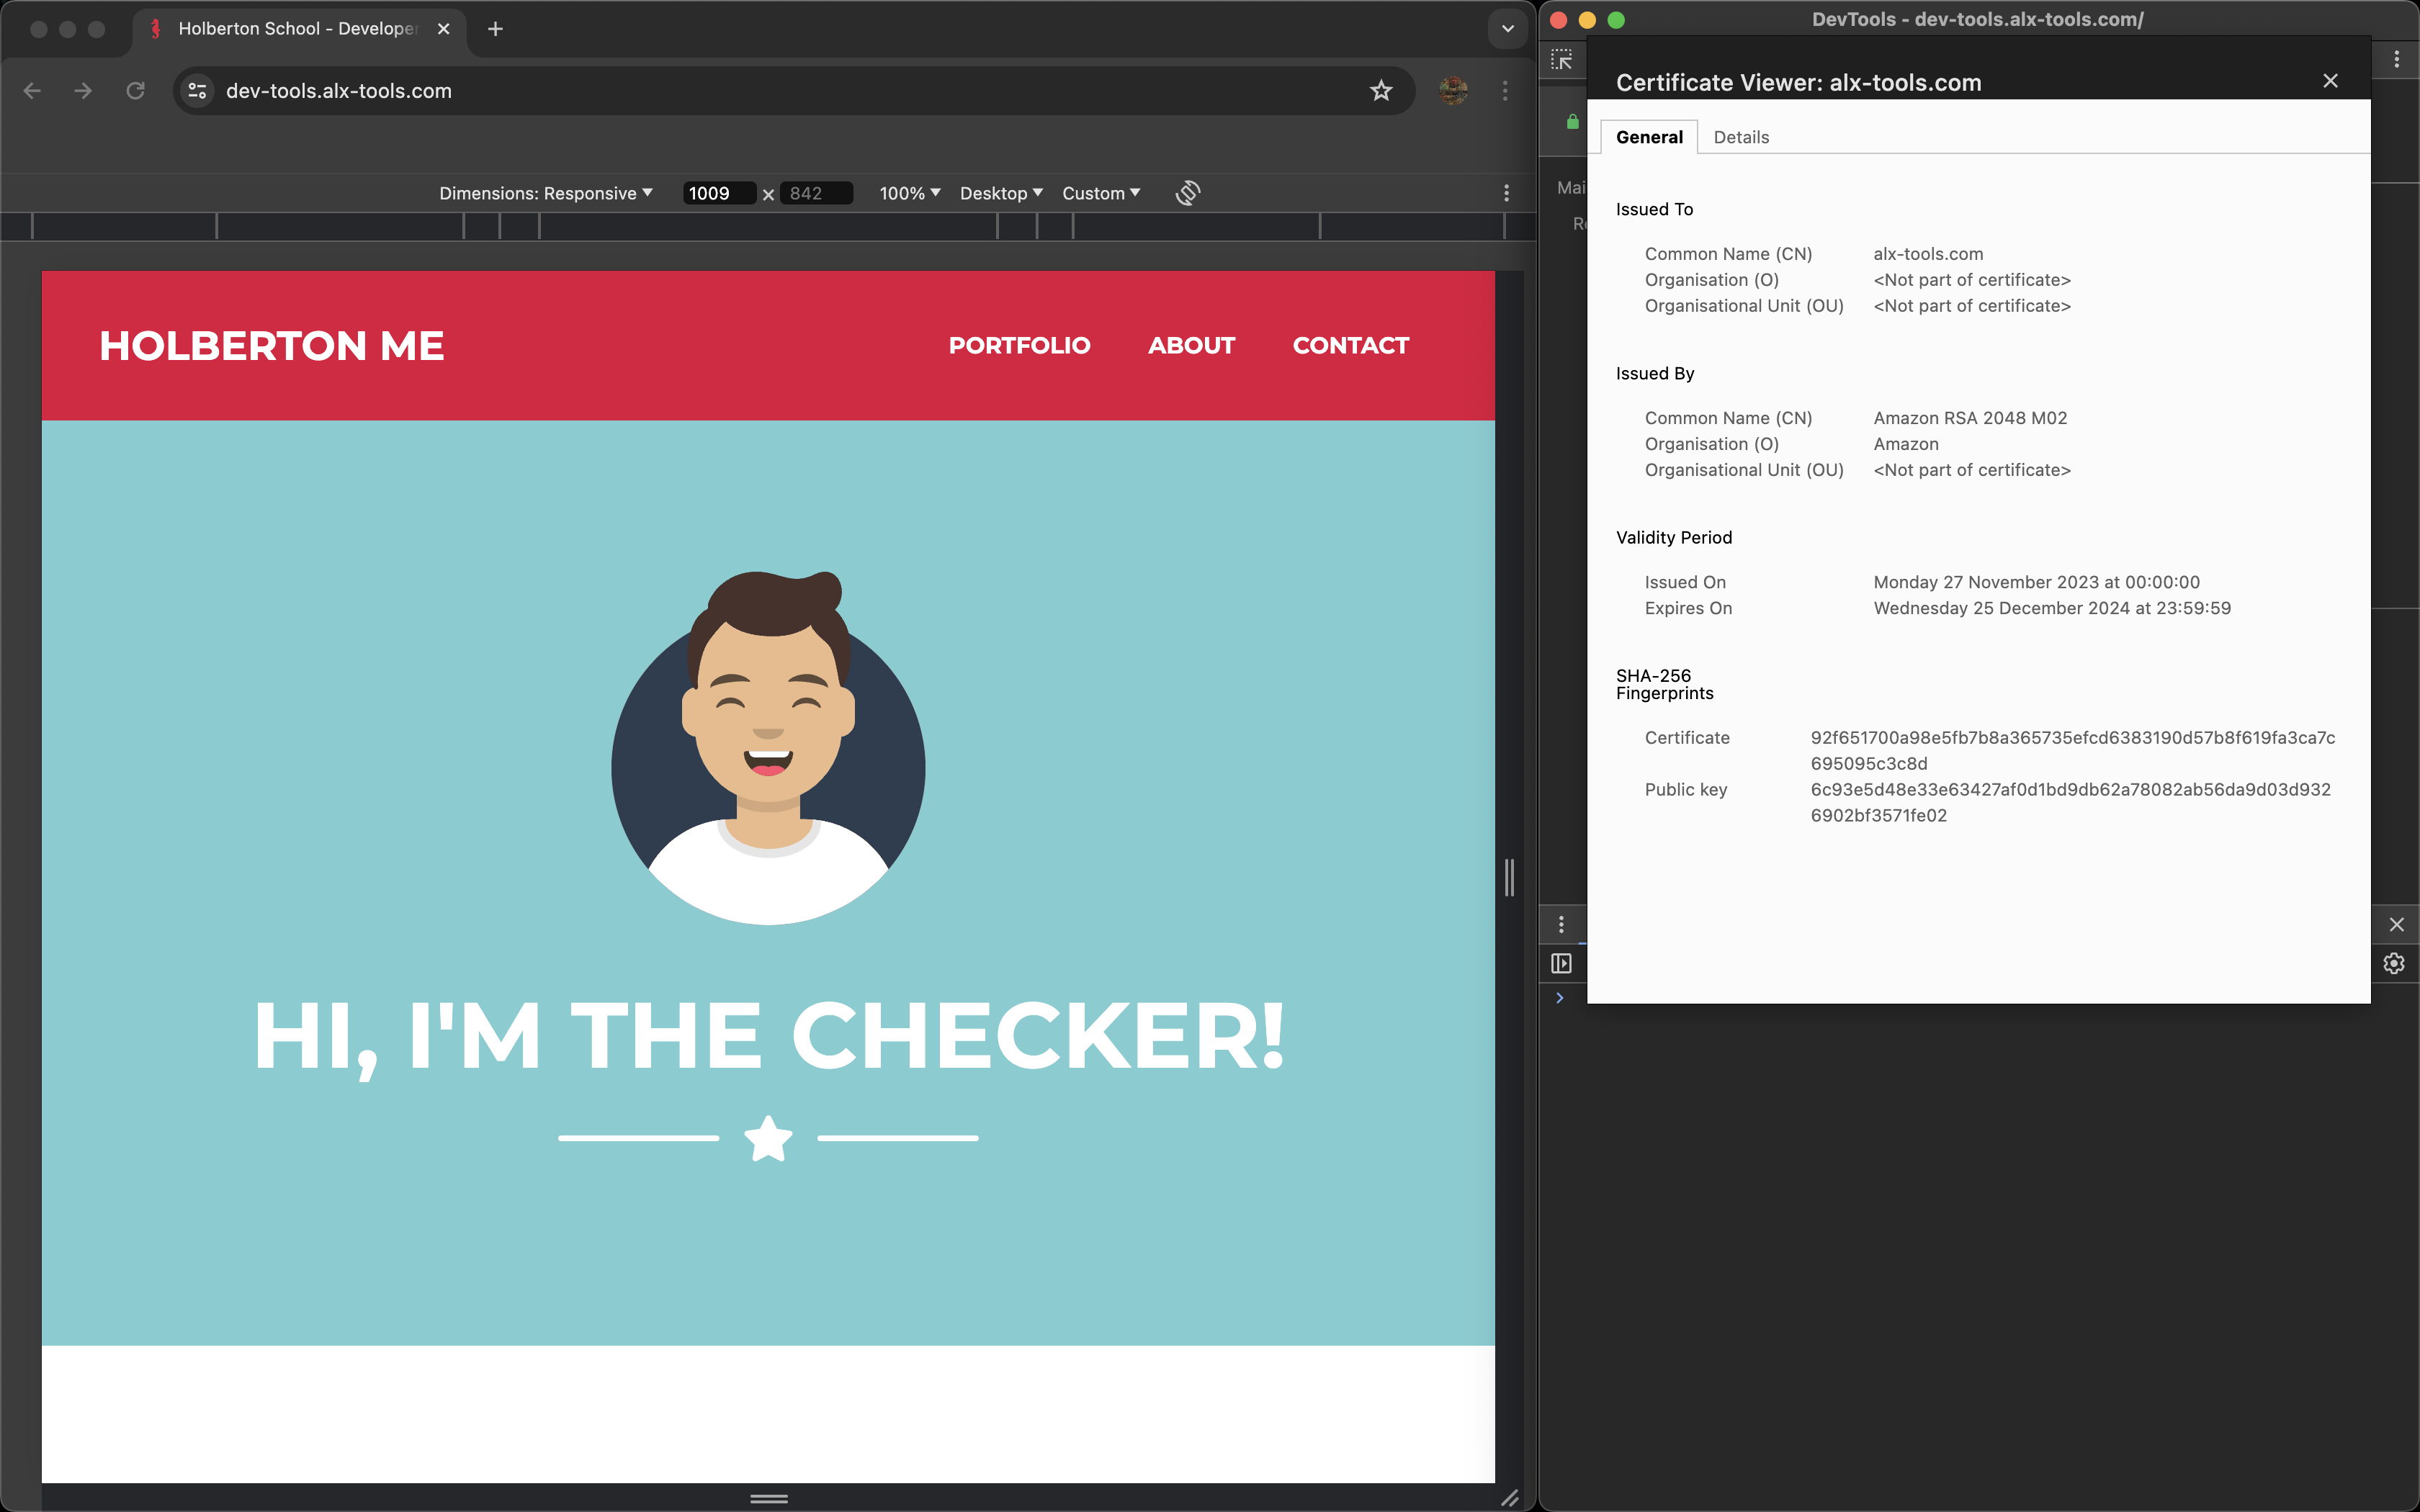 Holberton School - Developer
dev-tools.alx-tools.com
Dimensions: Responsive
1009 × 842
100%
Desktop
Custom
HOLBERTON ME
PORTFOLIO
ABOUT
CONTACT
HI, I'M THE CHECKER!
DevTools - dev-tools.alx-tools.com/
Certificate Viewer: alx-tools.com
General
Details
Issued To
Common Name (CN) alx-tools.com
Organisation (O) <Not part of certificate>
Organisational Unit (OU) <Not part of certificate>
Issued By
Common Name (CN) Amazon RSA 2048 M02
Organisation (O) Amazon
Organisational Unit (OU) <Not part of certificate>
Validity Period
Issued On Monday 27 November 2023 at 00:00:00
Expires On Wednesday 25 December 2024 at 23:59:59
SHA-256
Fingerprints
Certificate 92f651700a98e5fb7b8a365735efcd6383190d57b8f619fa3ca7c
695095c3c8d
Public key 6c93e5d48e33e63427af0d1bd9db62a78082ab56da9d03d932
6902bf3571fe02